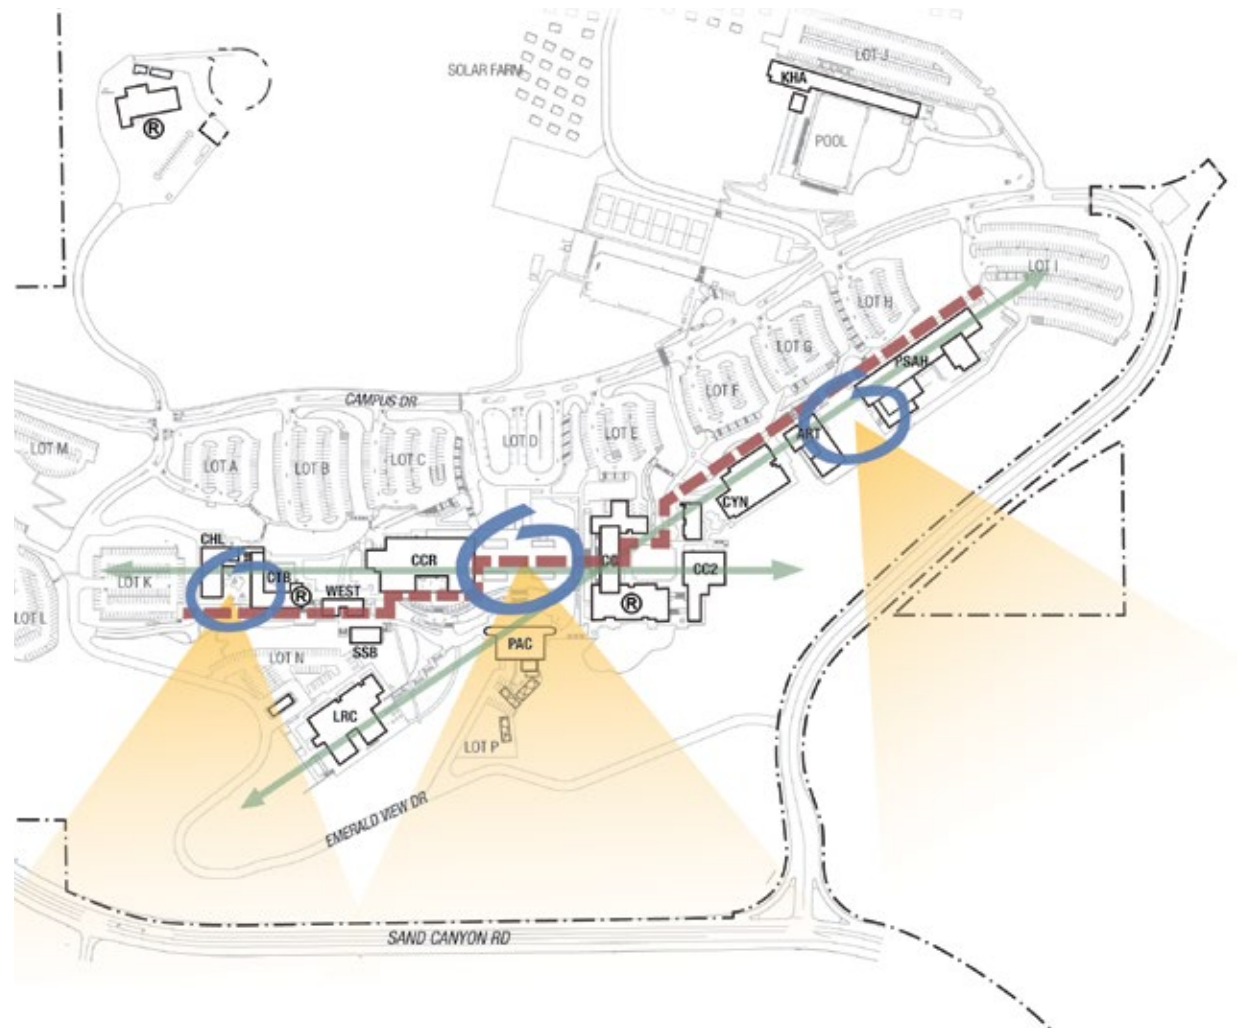 SOLAR FARM
LOT J
KHA
POOL
Ⓡ
LOT I
LOT H
LOT G
PSAH
LOT F
CAMPUS DR
ART
LOT M
LOT A
LOT B
LOT C
LOT D
LOT E
CYN
CHL
CCR
CC2
LOT K
CTB
WEST
Ⓡ
Ⓡ
LOT L
SSB
PAC
LOT N
LRC
LOT P
EMERALD VIEW DR
SAND CANYON RD